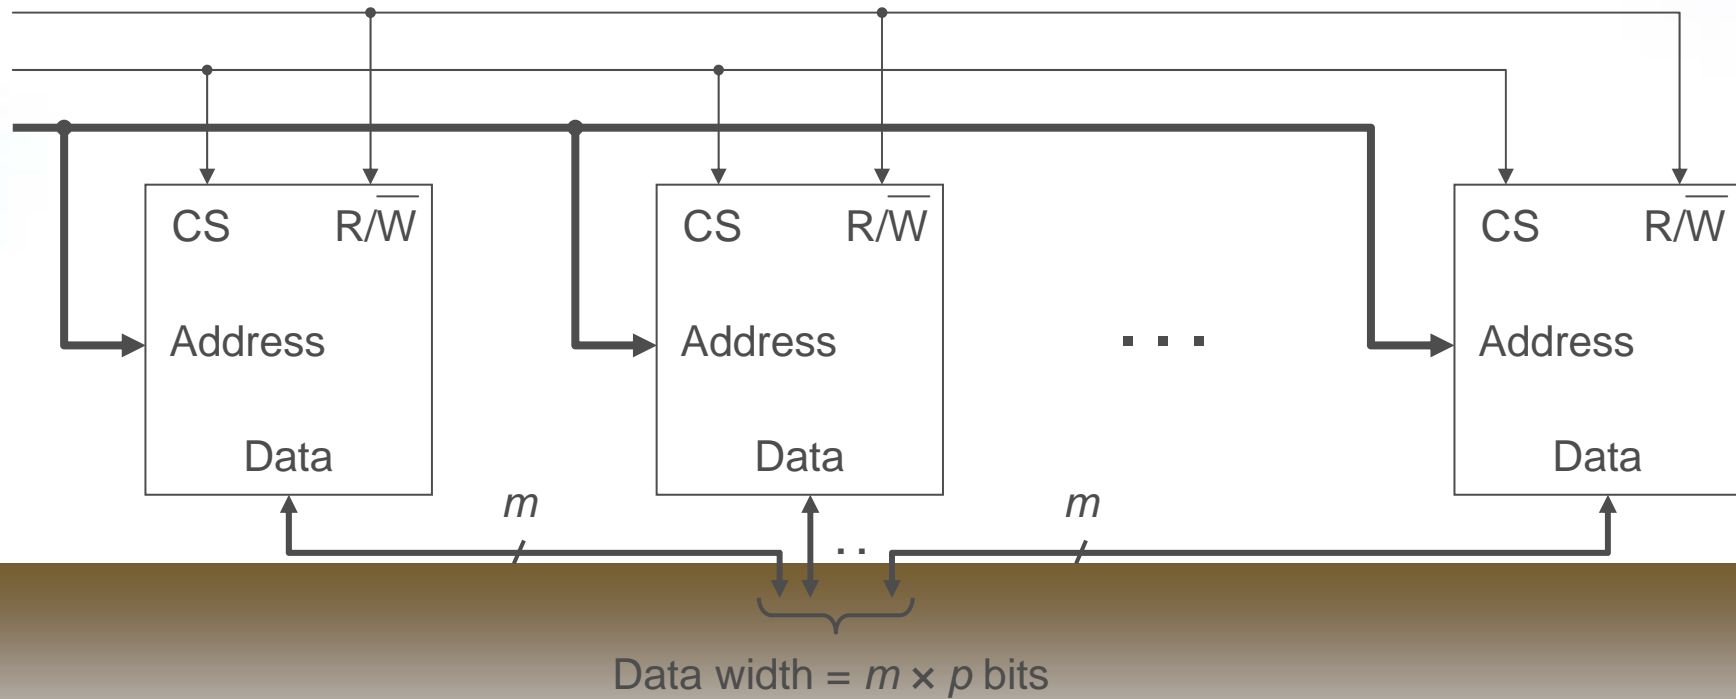 CS R/W̅ CS R/W̅ CS R/W̅
Address Address . . . Address
Data Data Data
m m
. .
Data width = m × p bits